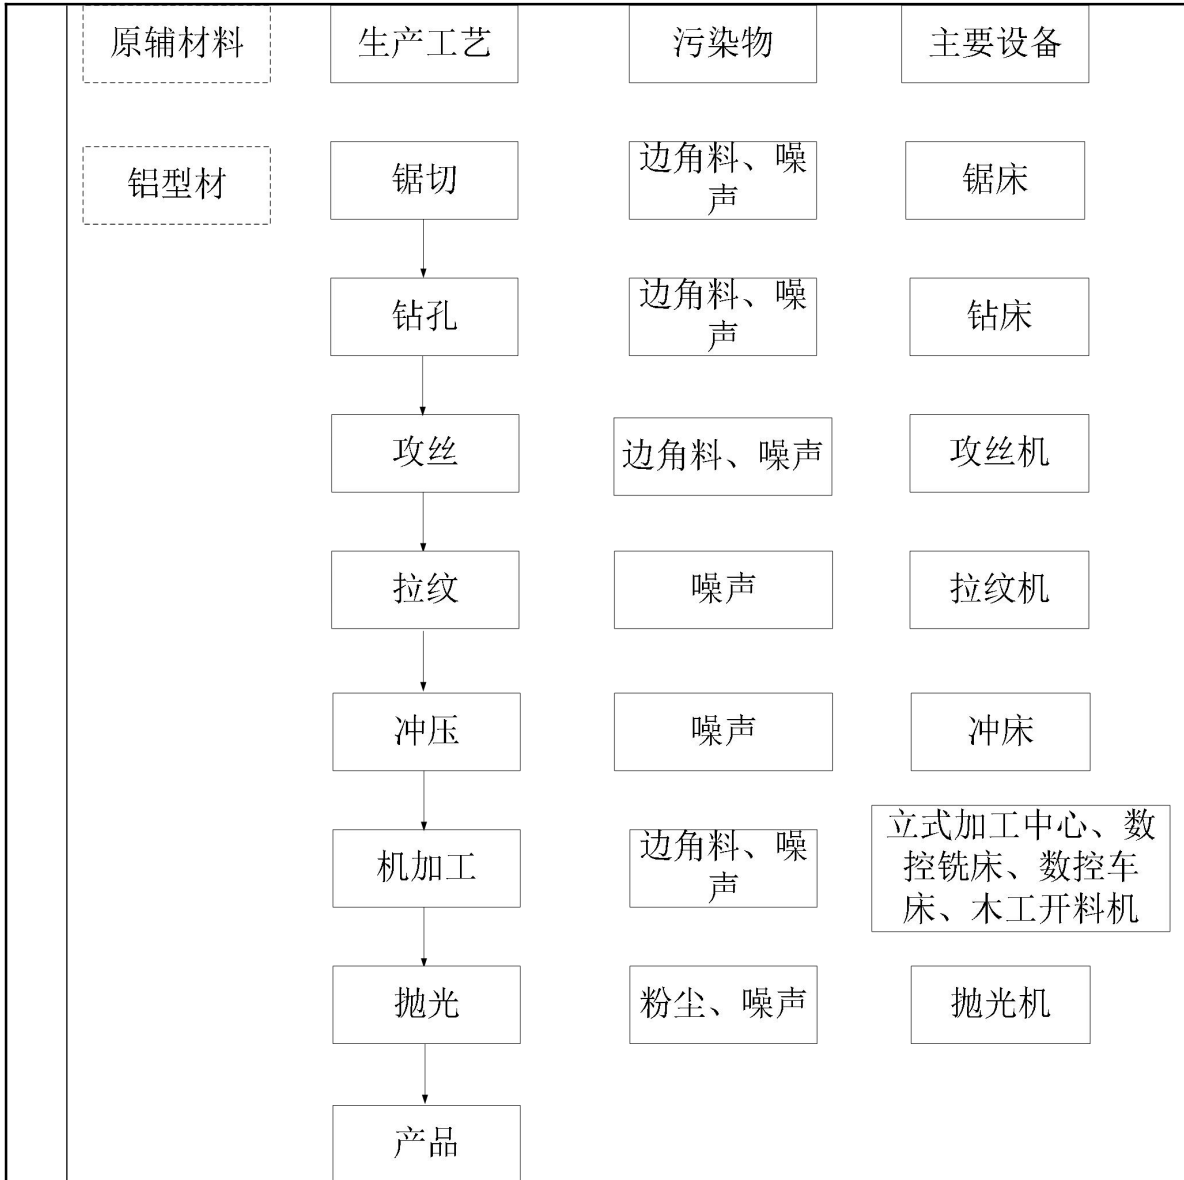 原辅材料
生产工艺
污染物
主要设备
铝型材
锯切
边角料、噪
声
锯床
钻孔
边角料、噪
声
钻床
攻丝
边角料、噪声
攻丝机
拉纹
噪声
拉纹机
冲压
噪声
冲床
机加工
边角料、噪
声
立式加工中心、数
控铣床、数控车
床、木工开料机
抛光
粉尘、噪声
抛光机
产品